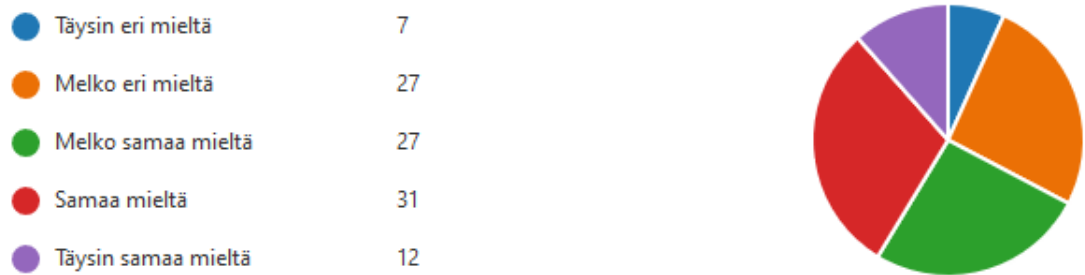 Täysin eri mieltä 7
Melko eri mieltä 27
Melko samaa mieltä 27
Samaa mieltä 31
Täysin samaa mieltä 12